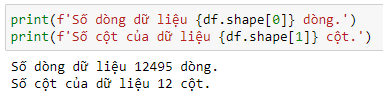 print(f'Số dòng dữ liệu {df.shape[0]} dòng.')
print(f'Số cột của dữ liệu {df.shape[1]} cột.')
Số dòng dữ liệu 12495 dòng.
Số cột của dữ liệu 12 cột.